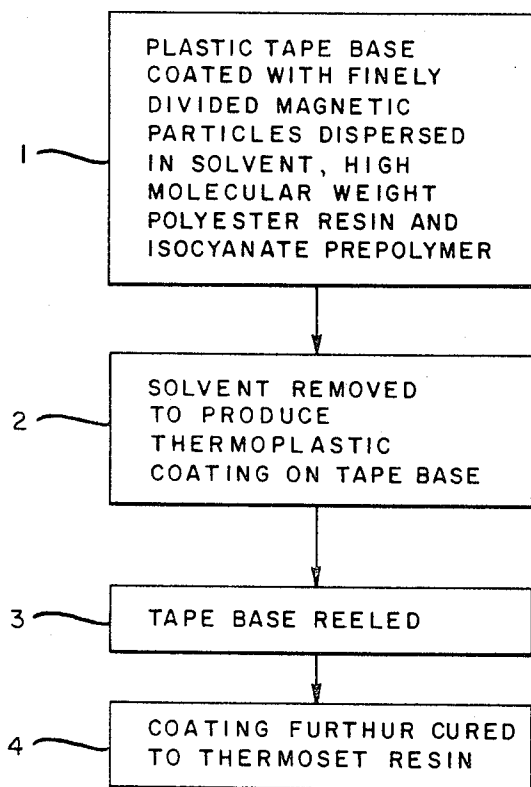 PLASTIC TAPE BASE
COATED WITH FINELY
DIVIDED MAGNETIC
PARTICLES DISPERSED
IN SOLVENT, HIGH
MOLECULAR WEIGHT
POLYESTER RESIN AND
ISOCYANATE PREPOLYMER
1
SOLVENT REMOVED
TO PRODUCE
THERMOPLASTIC
COATING ON TAPE BASE
2
TAPE BASE REELED
3
COATING FURTHUR CURED
TO THERMOSET RESIN
4